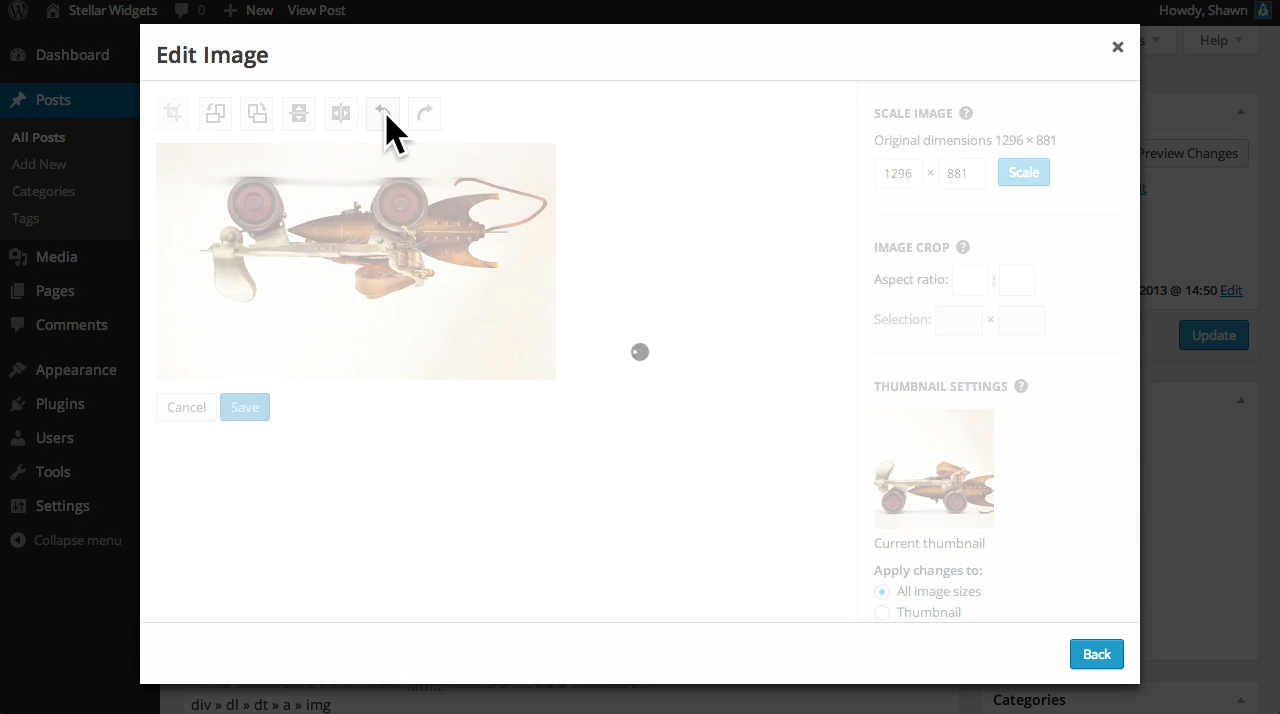 Stellar Widgets 0 New View Post Howdy, Shawn
Edit Image
Help
Dashboard
Posts
All Posts
Add New
Categories
Tags
Media
Pages
Comments
Appearance
Plugins
Users
Tools
Settings
Collapse menu
SCALE IMAGE ?
Original dimensions 1296 × 881
1296 × 881 Scale
IMAGE CROP ?
Aspect ratio: :
Selection: ×
THUMBNAIL SETTINGS ?
Current thumbnail
Apply changes to:
All image sizes
Thumbnail
Cancel Save
Back
Preview Changes
2013 @ 14:50 Edit
Update
div » dl » dt » a » img
Categories